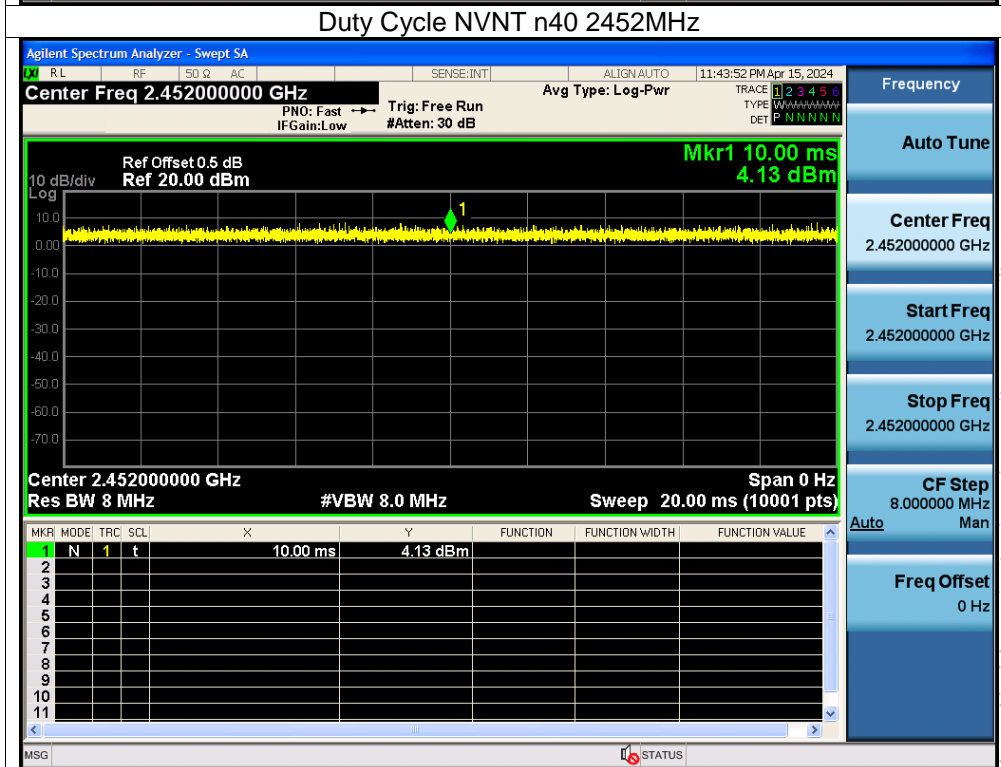 Duty Cycle NVNT n40 2452MHz
Agilent Spectrum Analyzer - Swept SA
LXI RL RF 50 Ω AC SENSE:INT ALIGN AUTO 11:43:52 PM Apr 15, 2024
Center Freq 2.452000000 GHz Avg Type: Log-Pwr TRACE 1 2 3 4 5 6
PNO: Fast Trig: Free Run TYPE WWWWWW
IFGain:Low #Atten: 30 dB DET P N N N N N
Frequency
Mkr1 10.00 ms
4.13 dBm
Ref Offset 0.5 dB
10 dB/div Ref 20.00 dBm
Log
1
10.0
0.00
-10.0
-20.0
-30.0
-40.0
-50.0
-60.0
-70.0
Center 2.452000000 GHz Span 0 Hz
Res BW 8 MHz #VBW 8.0 MHz Sweep 20.00 ms (10001 pts)
MKR MODE TRC SCL X Y FUNCTION FUNCTION WIDTH FUNCTION VALUE
1 N 1 t 10.00 ms 4.13 dBm
2
3
4
5
6
7
8
9
10
11
Auto Tune
Center Freq
2.452000000 GHz
Start Freq
2.452000000 GHz
Stop Freq
2.452000000 GHz
CF Step
8.000000 MHz
Auto Man
Freq Offset
0 Hz
MSG STATUS